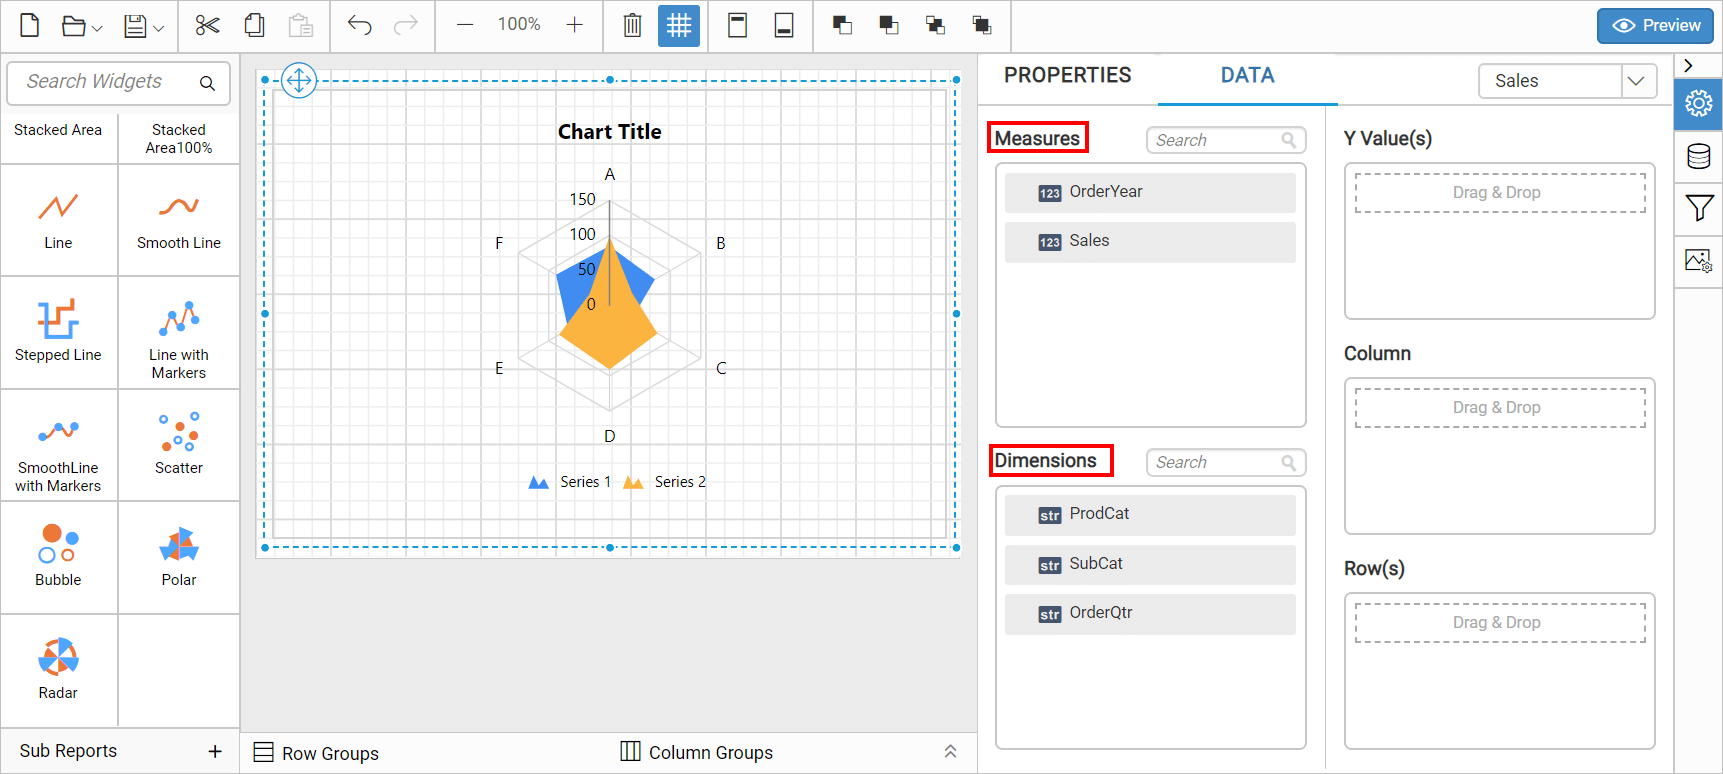 100%
Preview
Search Widgets
Stacked Area
Stacked
Area100%
Line
Smooth Line
Stepped Line
Line with
Markers
SmoothLine
with Markers
Scatter
Bubble
Polar
Radar
Sub Reports +
Chart Title
A
150
100
50
0
F
B
E
C
D
Series 1
Series 2
Row Groups
Column Groups
PROPERTIES
DATA
Sales
Measures
Search
123 OrderYear
123 Sales
Dimensions
Search
str ProdCat
str SubCat
str OrderQtr
Y Value(s)
Drag & Drop
Column
Drag & Drop
Row(s)
Drag & Drop